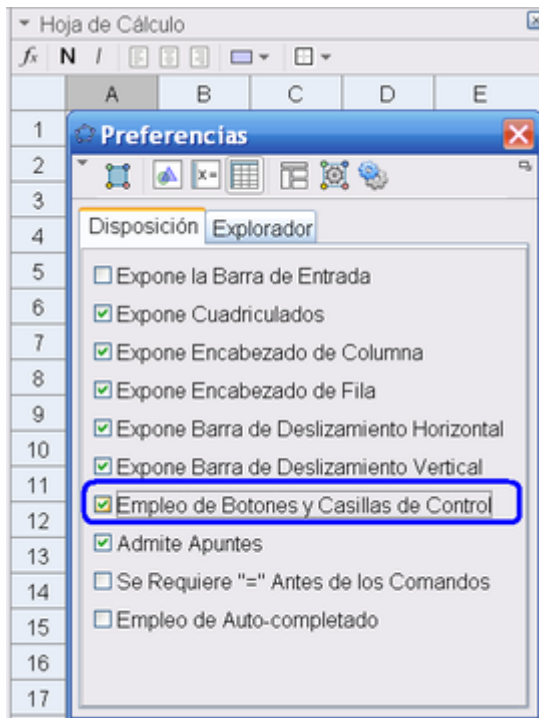 Hoja de Cálculo
fx N I
A B C D E
1
2
3
4
5
6
7
8
9
10
11
12
13
14
15
16
17
Preferencias
x=
Disposición Explorador
Expone la Barra de Entrada
Expone Cuadriculados
Expone Encabezado de Columna
Expone Encabezado de Fila
Expone Barra de Deslizamiento Horizontal
Expone Barra de Deslizamiento Vertical
Empleo de Botones y Casillas de Control
Admite Apuntes
Se Requiere "=" Antes de los Comandos
Empleo de Auto-completado